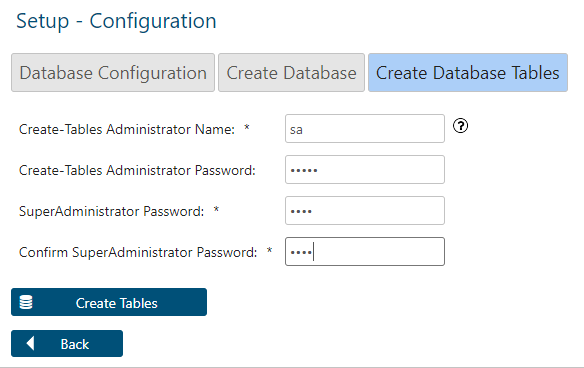 Setup - Configuration
Database Configuration Create Database Create Database Tables
Create-Tables Administrator Name: * sa ?
Create-Tables Administrator Password: •••••
SuperAdministrator Password: * ••••
Confirm SuperAdministrator Password: * ••••
Create Tables
Back